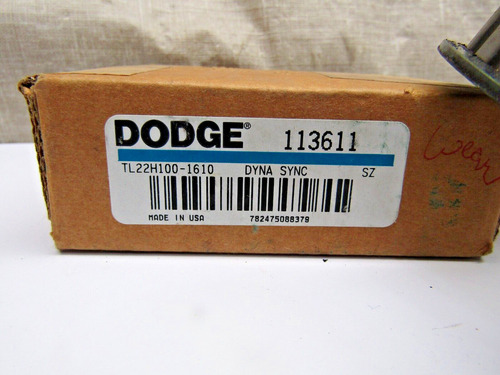 DODGE® 113611
TL22H100-1610 DYNA SYNC SZ
MADE IN USA 782475088379